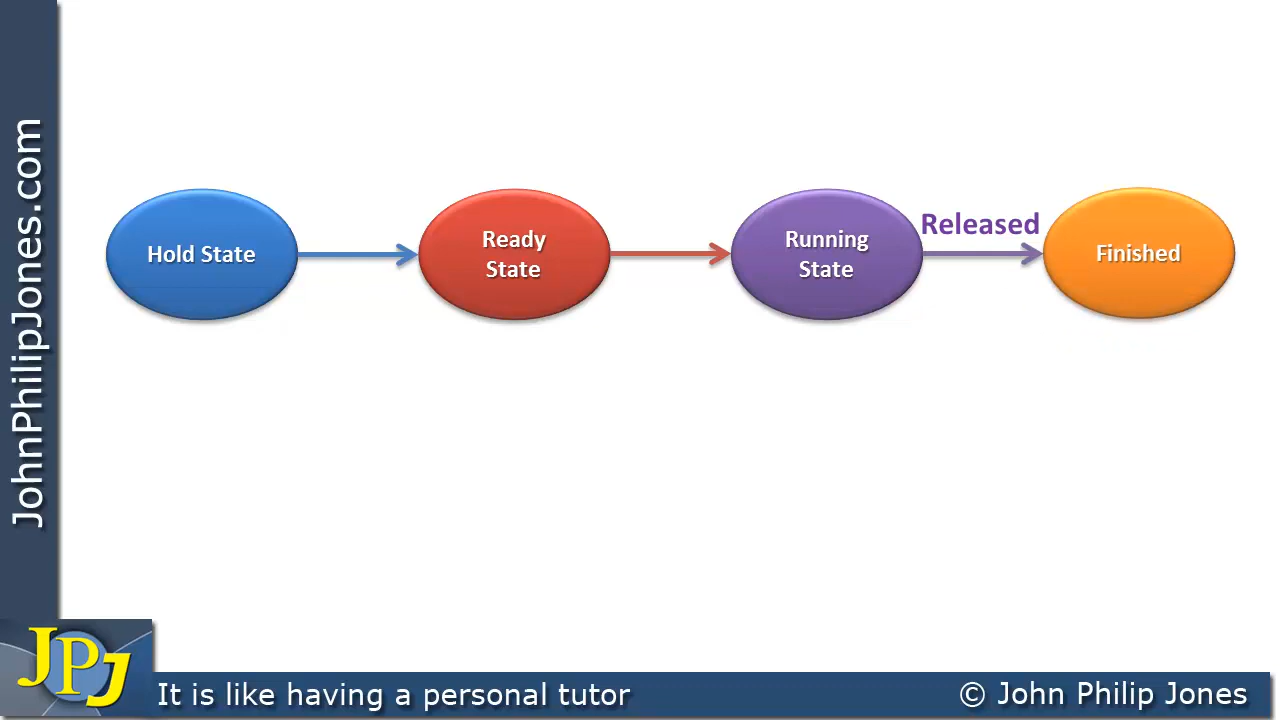 JohnPhilipJones.com
Hold State
Ready
State
Running
State
Released
Finished
JPJ
It is like having a personal tutor
© John Philip Jones